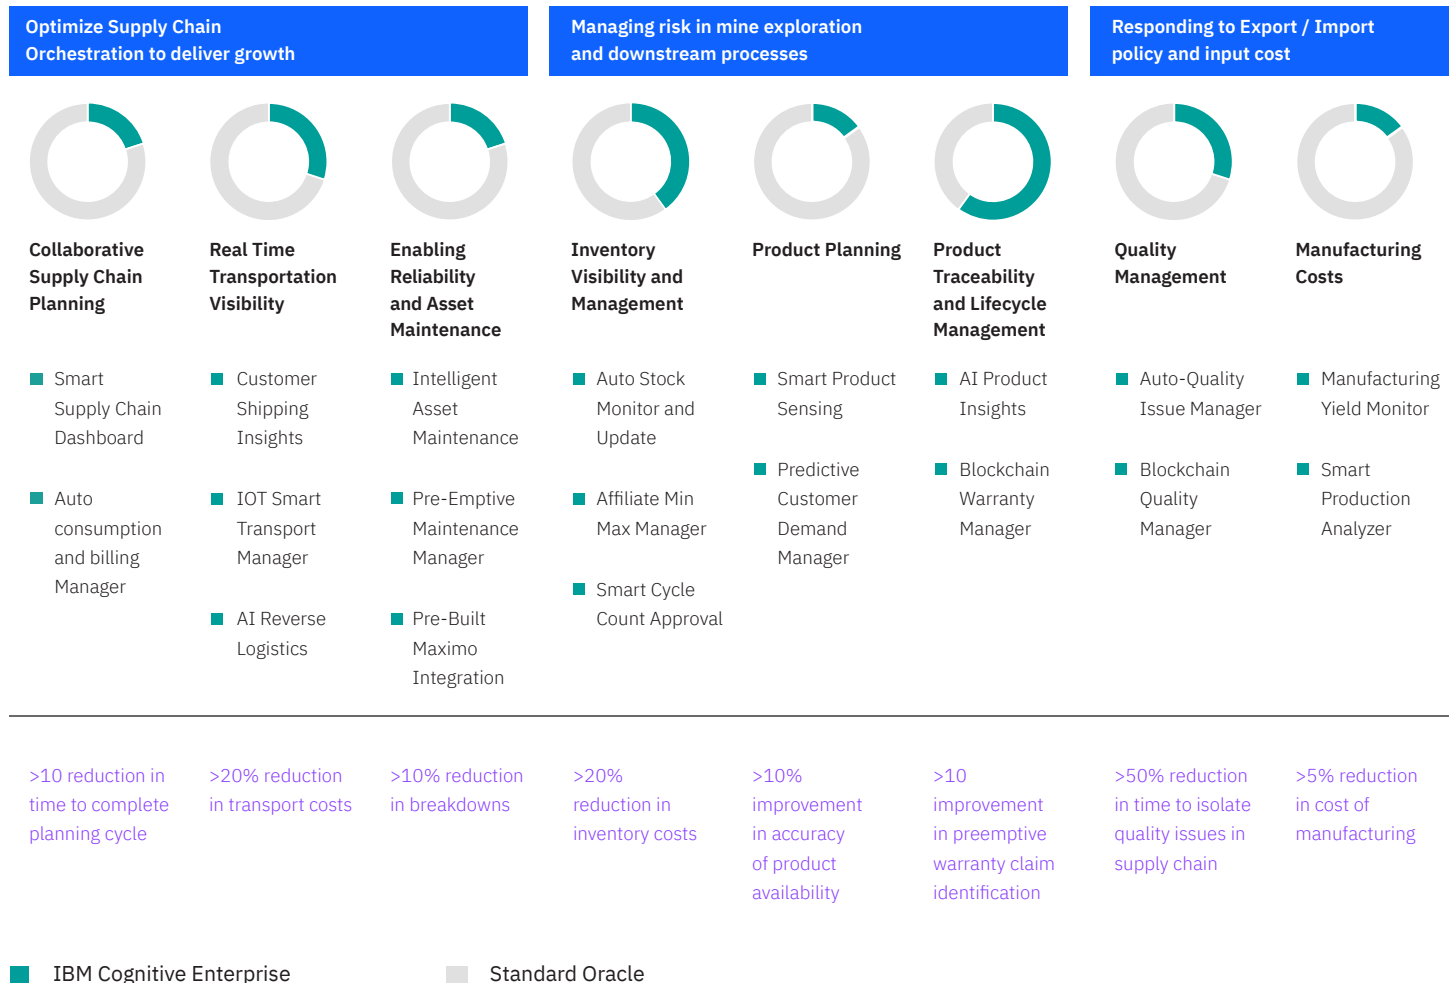 Optimize Supply Chain
Orchestration to deliver growth
Managing risk in mine exploration
and downstream processes
Responding to Export / Import
policy and input cost
Collaborative
Supply Chain
Planning
Real Time
Transportation
Visibility
Enabling
Reliability
and Asset
Maintenance
Inventory
Visibility and
Management
Product Planning
Product
Traceability
and Lifecycle
Management
Quality
Management
Manufacturing
Costs
Smart
Supply Chain
Dashboard
Auto
consumption
and billing
Manager
Customer
Shipping
Insights
IOT Smart
Transport
Manager
AI Reverse
Logistics
Intelligent
Asset
Maintenance
Pre-Emptive
Maintenance
Manager
Pre-Built
Maximo
Integration
Auto Stock
Monitor and
Update
Affiliate Min
Max Manager
Smart Cycle
Count Approval
Smart Product
Sensing
Predictive
Customer
Demand
Manager
AI Product
Insights
Blockchain
Warranty
Manager
Auto-Quality
Issue Manager
Blockchain
Quality
Manager
Manufacturing
Yield Monitor
Smart
Production
Analyzer
>10 reduction in
time to complete
planning cycle
>20% reduction
in transport costs
>10% reduction
in breakdowns
>20%
reduction in
inventory costs
>10%
improvement
in accuracy
of product
availability
>10
improvement
in preemptive
warranty claim
identification
>50% reduction
in time to isolate
quality issues in
supply chain
>5% reduction
in cost of
manufacturing
IBM Cognitive Enterprise
Standard Oracle